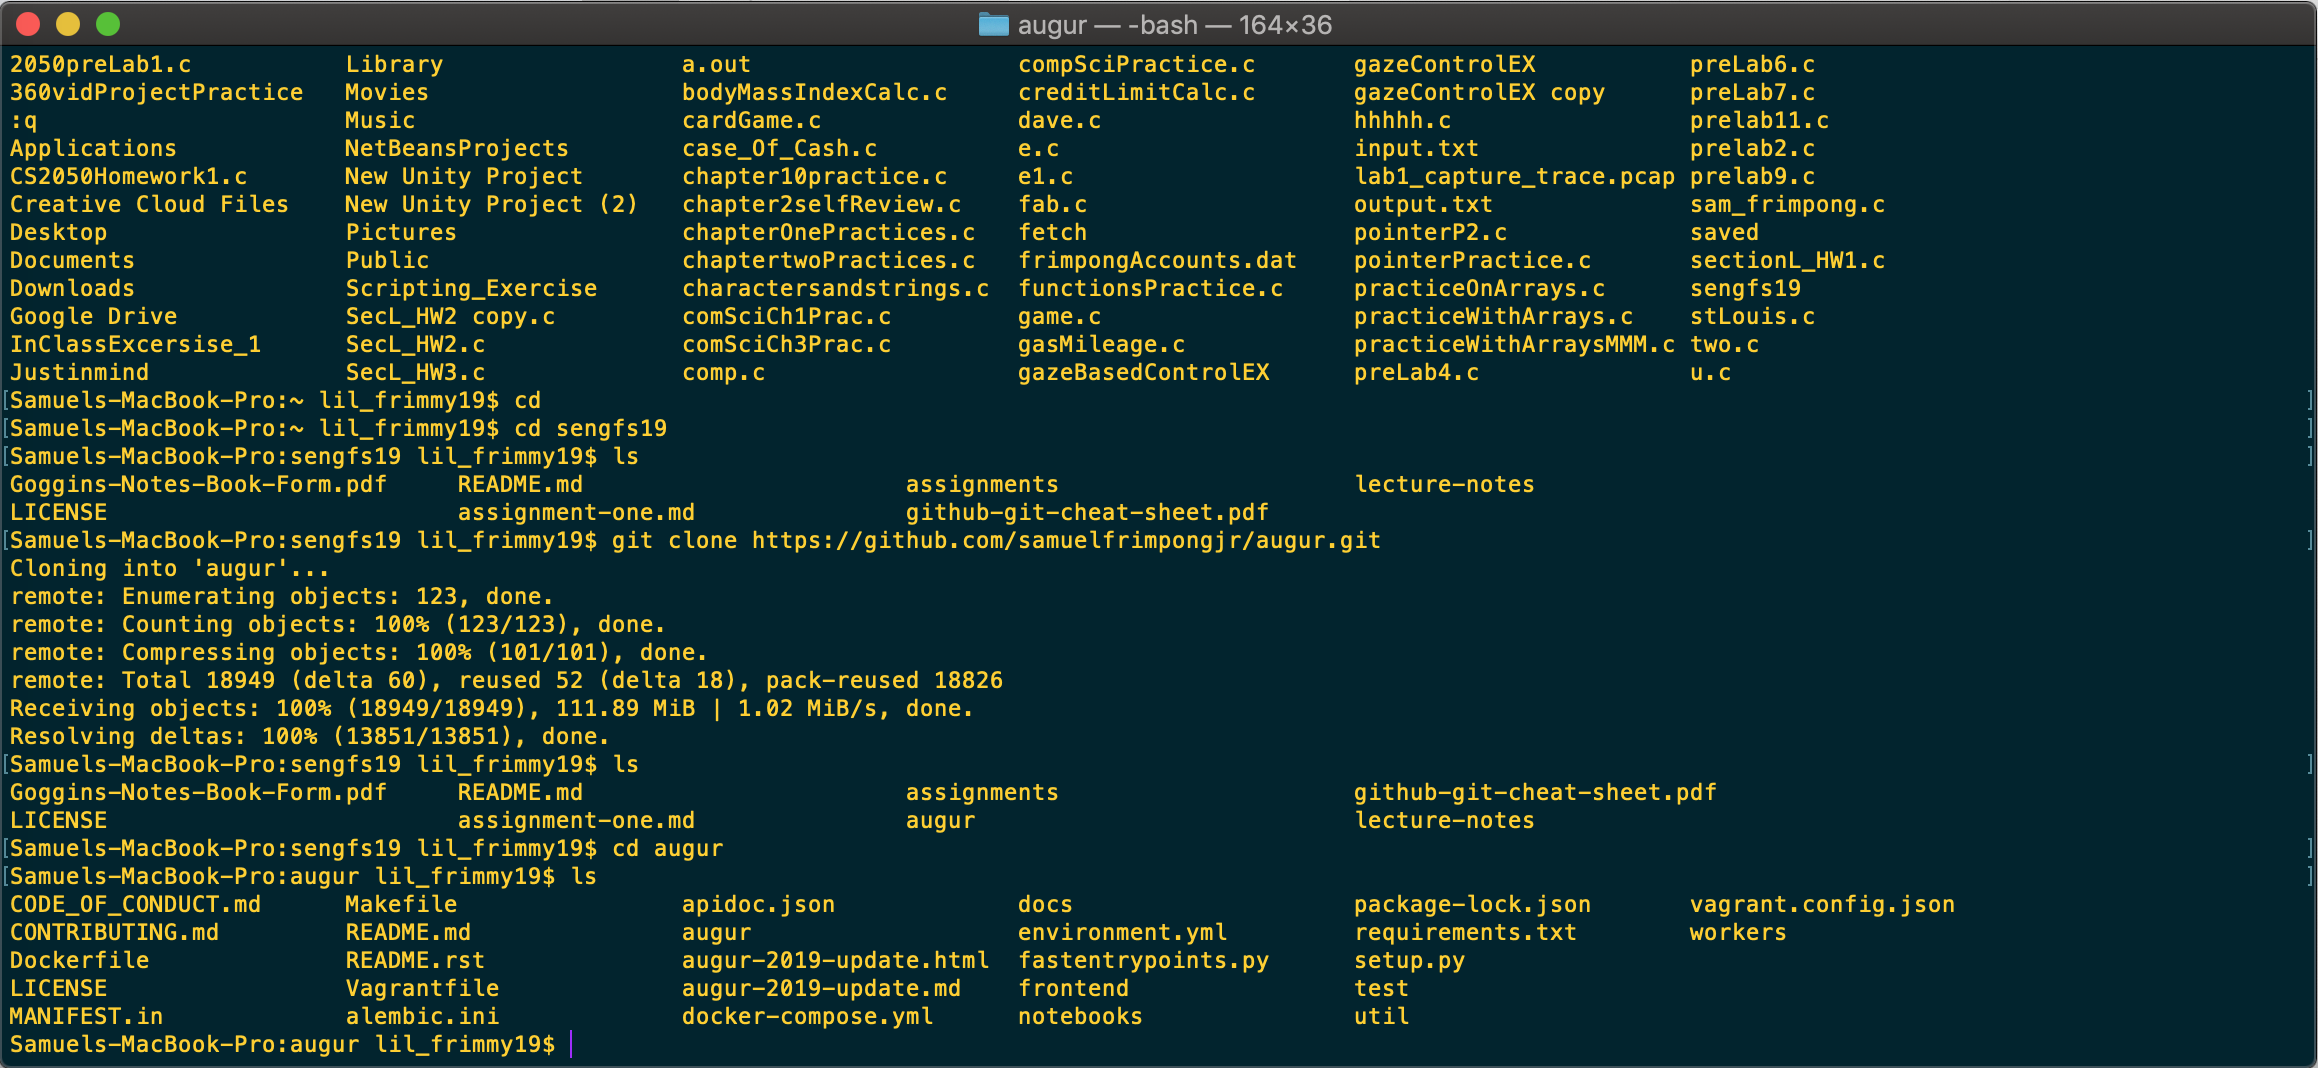 augur — -bash — 164×36
2050preLab1.c Library a.out compSciPractice.c gazeControlEX preLab6.c
360vidProjectPractice Movies bodyMassIndexCalc.c creditLimitCalc.c gazeControlEX copy preLab7.c
:q Music cardGame.c dave.c hhhhh.c prelab11.c
Applications NetBeansProjects case_Of_Cash.c e.c input.txt prelab2.c
CS2050Homework1.c New Unity Project chapter10practice.c e1.c lab1_capture_trace.pcap prelab9.c
Creative Cloud Files New Unity Project (2) chapter2selfReview.c fab.c output.txt sam_frimpong.c
Desktop Pictures chapterOnePractices.c fetch pointerP2.c saved
Documents Public chaptertwoPractices.c frimpongAccounts.dat pointerPractice.c sectionL_HW1.c
Downloads Scripting_Exercise charactersandstrings.c functionsPractice.c practiceOnArrays.c sengfs19
Google Drive SecL_HW2 copy.c comSciCh1Prac.c game.c practiceWithArrays.c stLouis.c
InClassExcersise_1 SecL_HW2.c comSciCh3Prac.c gasMileage.c practiceWithArraysMMM.c two.c
Justinmind SecL_HW3.c comp.c gazeBasedControlEX preLab4.c u.c
[Samuels-MacBook-Pro:~ lil_frimmy19$ cd ]
[Samuels-MacBook-Pro:~ lil_frimmy19$ cd sengfs19 ]
[Samuels-MacBook-Pro:sengfs19 lil_frimmy19$ ls ]
Goggins-Notes-Book-Form.pdf README.md assignments lecture-notes
LICENSE assignment-one.md github-git-cheat-sheet.pdf
[Samuels-MacBook-Pro:sengfs19 lil_frimmy19$ git clone https://github.com/samuelfrimpongjr/augur.git ]
Cloning into 'augur'...
remote: Enumerating objects: 123, done.
remote: Counting objects: 100% (123/123), done.
remote: Compressing objects: 100% (101/101), done.
remote: Total 18949 (delta 60), reused 52 (delta 18), pack-reused 18826
Receiving objects: 100% (18949/18949), 111.89 MiB | 1.02 MiB/s, done.
Resolving deltas: 100% (13851/13851), done.
[Samuels-MacBook-Pro:sengfs19 lil_frimmy19$ ls ]
Goggins-Notes-Book-Form.pdf README.md assignments github-git-cheat-sheet.pdf
LICENSE assignment-one.md augur lecture-notes
[Samuels-MacBook-Pro:sengfs19 lil_frimmy19$ cd augur ]
[Samuels-MacBook-Pro:augur lil_frimmy19$ ls ]
CODE_OF_CONDUCT.md Makefile apidoc.json docs package-lock.json vagrant.config.json
CONTRIBUTING.md README.md augur environment.yml requirements.txt workers
Dockerfile README.rst augur-2019-update.html fastentrypoints.py setup.py
LICENSE Vagrantfile augur-2019-update.md frontend test
MANIFEST.in alembic.ini docker-compose.yml notebooks util
Samuels-MacBook-Pro:augur lil_frimmy19$